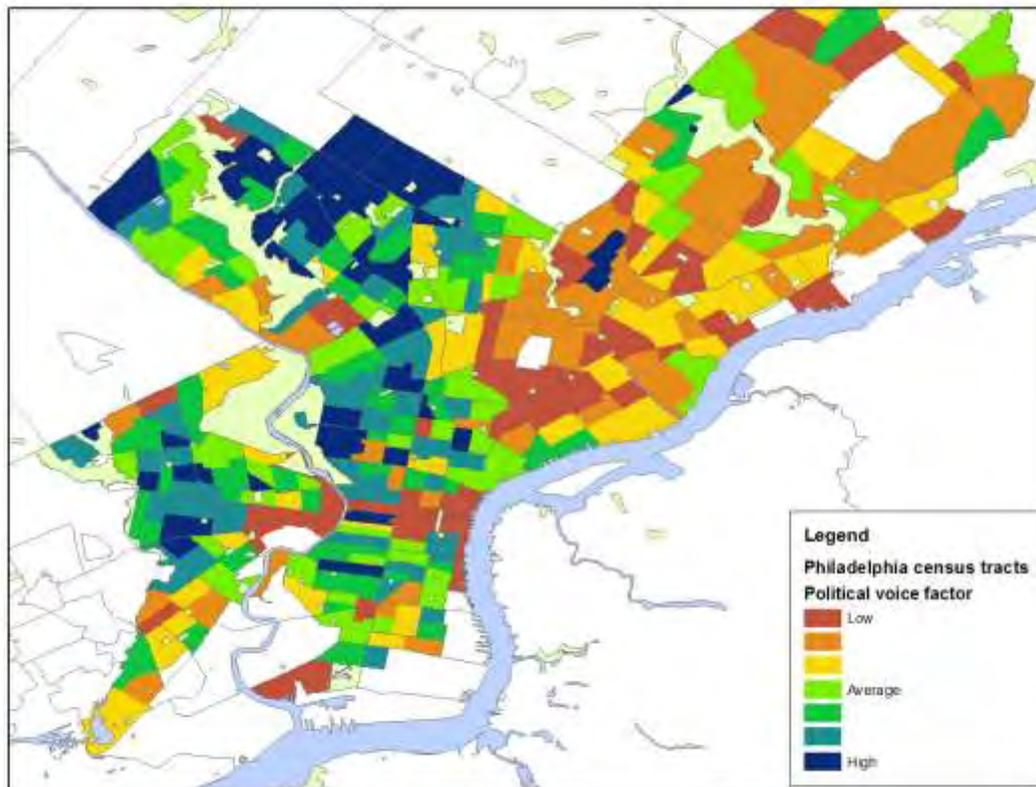 Legend
Philadelphia census tracts
Political voice factor
Low
Average
High